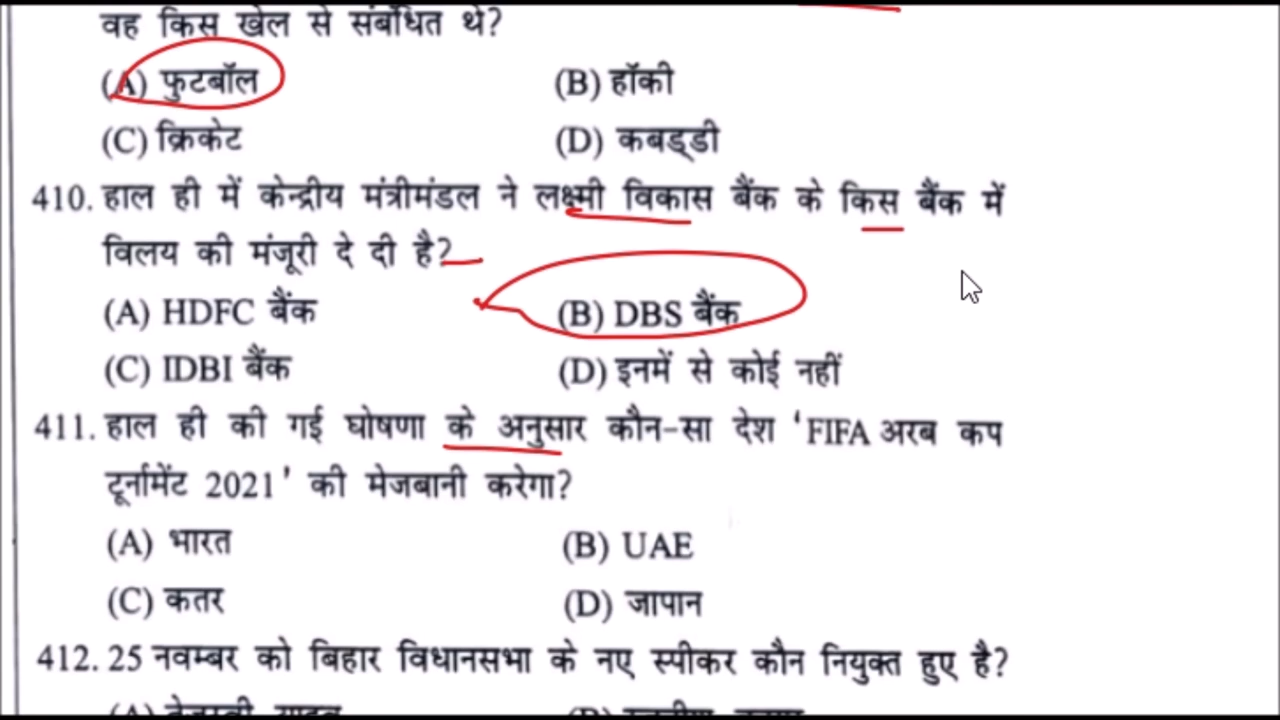 वह किस खेल से संबंधित थे?
(A) फुटबॉल (B) हॉकी
(C) क्रिकेट (D) कबड्डी
410. हाल ही में केन्द्रीय मंत्रीमंडल ने लक्ष्मी विकास बैंक के किस बैंक में
विलय की मंजूरी दे दी है?
(A) HDFC बैंक (B) DBS बैंक
(C) IDBI बैंक (D) इनमें से कोई नहीं
411. हाल ही की गई घोषणा के अनुसार कौन-सा देश 'FIFA अरब कप
टूर्नामेंट 2021' की मेजबानी करेगा?
(A) भारत (B) UAE
(C) कतर (D) जापान
412. 25 नवम्बर को बिहार विधानसभा के नए स्पीकर कौन नियुक्त हुए है?